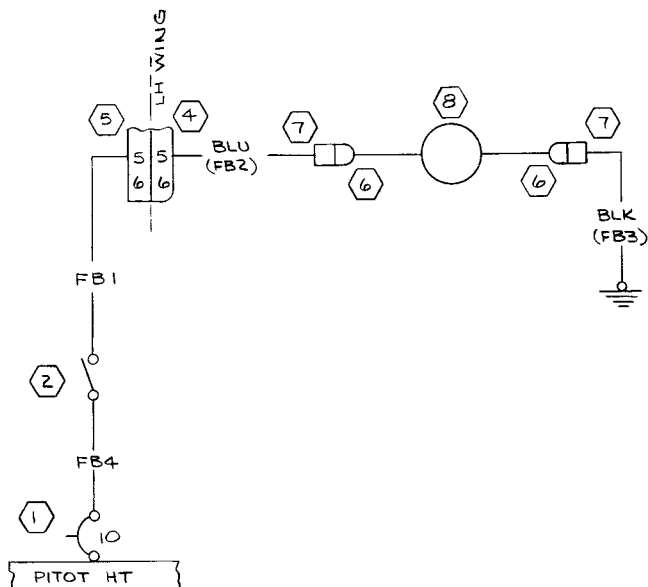 LH WING
5
4
5 5
6 6
BLU
(FB2)
7
6
8
6
7
BLK
(FB3)
FB1
2
FB4
1
10
PITOT HT